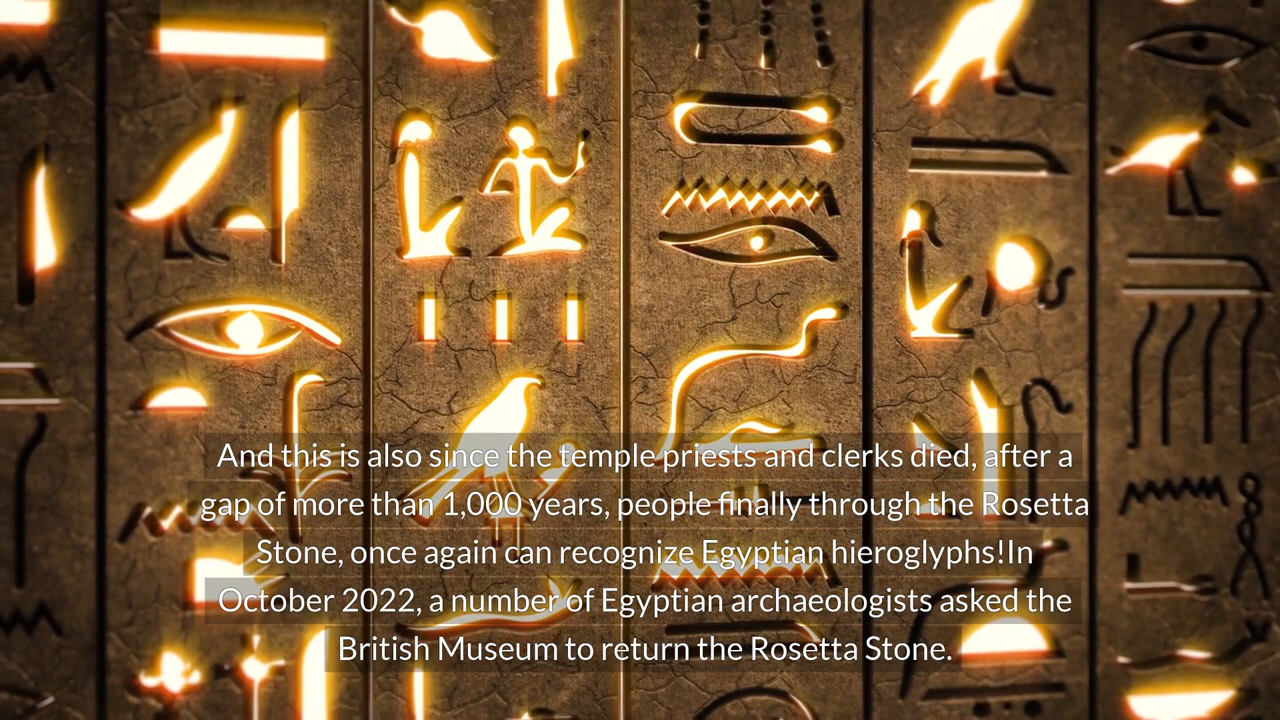 And this is also since the temple priests and clerks died, after a
gap of more than 1,000 years, people finally through the Rosetta
Stone, once again can recognize Egyptian hieroglyphs!In
October 2022, a number of Egyptian archaeologists asked the
British Museum to return the Rosetta Stone.